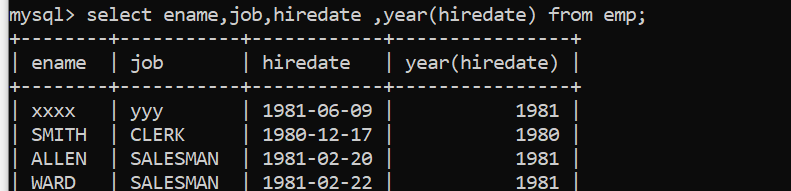 mysql> select ename,job,hiredate ,year(hiredate) from emp;
+--------+-----------+------------+----------------+
| ename  | job       | hiredate   | year(hiredate) |
+--------+-----------+------------+----------------+
| xxxx   | yyy       | 1981-06-09 |           1981 |
| SMITH  | CLERK     | 1980-12-17 |           1980 |
| ALLEN  | SALESMAN  | 1981-02-20 |           1981 |
| WARD   | SALESMAN  | 1981-02-22 |           1981 |